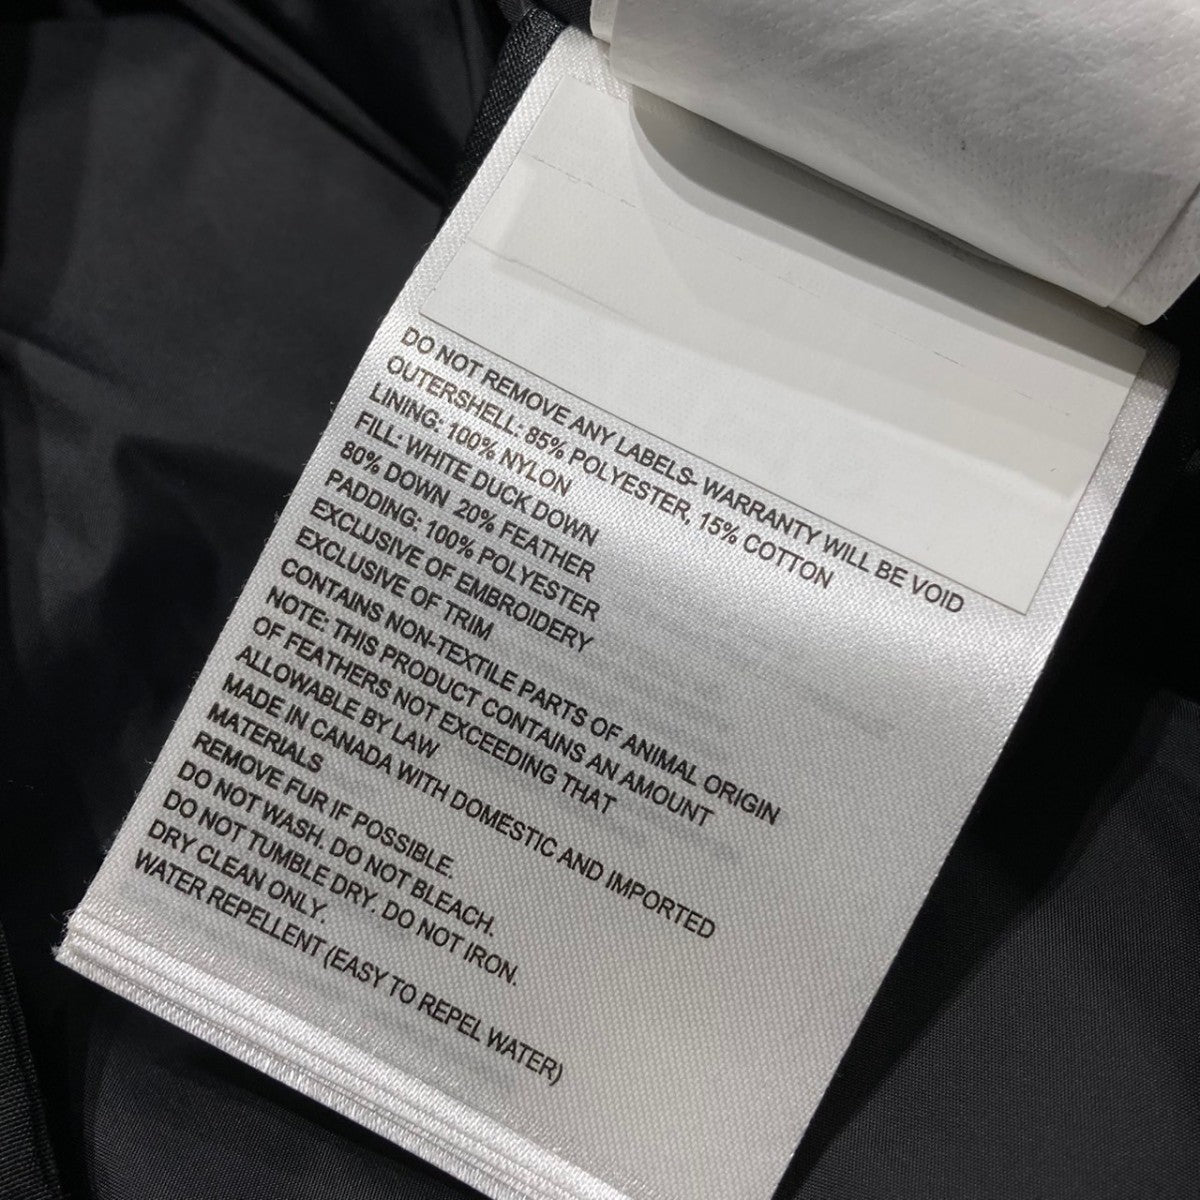 DO NOT REMOVE ANY LABELS- WARRANTY WILL BE VOID
OUTERSHELL: 85% POLYESTER, 15% COTTON
LINING: 100% NYLON
FILL: WHITE DUCK DOWN
80% DOWN 20% FEATHER
PADDING: 100% POLYESTER
EXCLUSIVE OF EMBROIDERY
EXCLUSIVE OF TRIM
CONTAINS NON-TEXTILE PARTS OF ANIMAL ORIGIN
NOTE: THIS PRODUCT CONTAINS AN AMOUNT
OF FEATHERS NOT EXCEEDING THAT
ALLOWABLE BY LAW
MADE IN CANADA WITH DOMESTIC AND IMPORTED
MATERIALS
REMOVE FUR IF POSSIBLE.
DO NOT WASH. DO NOT BLEACH.
DO NOT TUMBLE DRY. DO NOT IRON.
DRY CLEAN ONLY.
WATER REPELLENT (EASY TO REPEL WATER)